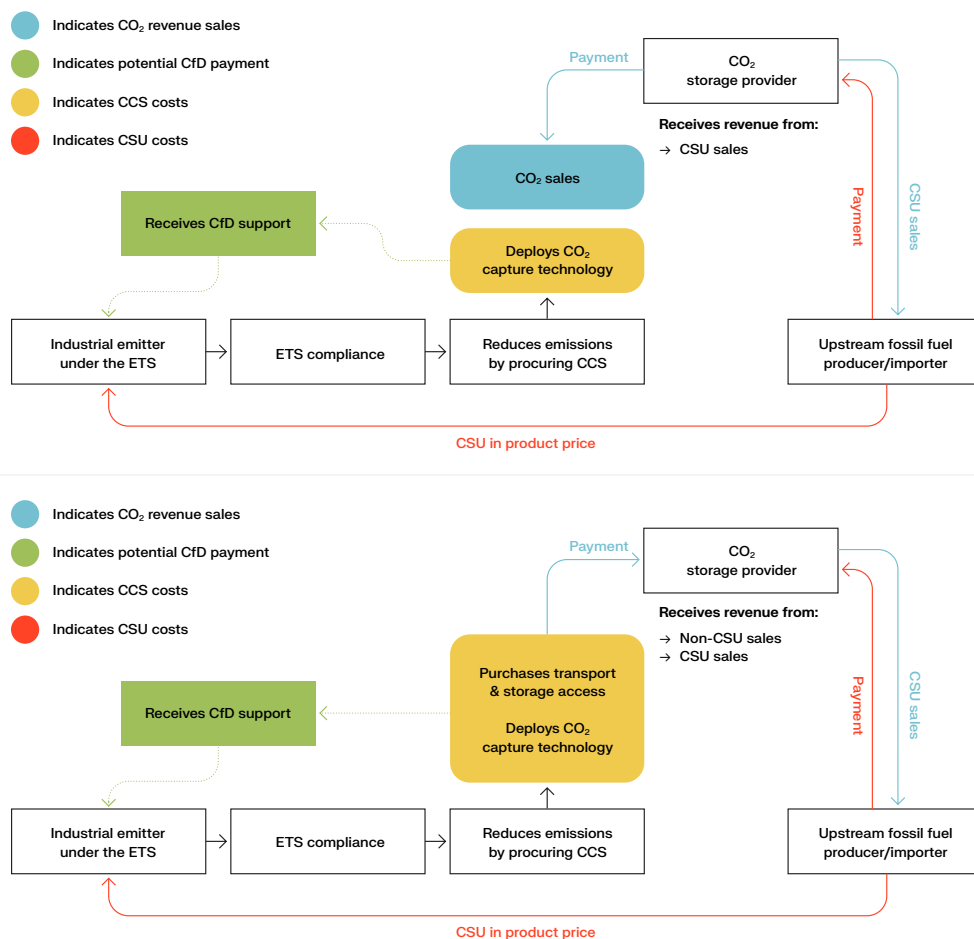 Indicates CO₂ revenue sales
Indicates potential CfD payment
Indicates CCS costs
Indicates CSU costs
Payment
CO₂
storage provider
Receives revenue from:
→ CSU sales
CO₂ sales
Payment
CSU sales
Receives CfD support
Deploys CO₂
capture technology
Industrial emitter
under the ETS
ETS compliance
Reduces emissions
by procuring CCS
Upstream fossil fuel
producer/importer
CSU in product price
Indicates CO₂ revenue sales
Indicates potential CfD payment
Indicates CCS costs
Indicates CSU costs
Payment
CO₂
storage provider
Receives revenue from:
→ Non-CSU sales
→ CSU sales
Purchases transport
& storage access
Deploys CO₂
capture technology
Payment
CSU sales
Receives CfD support
Industrial emitter
under the ETS
ETS compliance
Reduces emissions
by procuring CCS
Upstream fossil fuel
producer/importer
CSU in product price